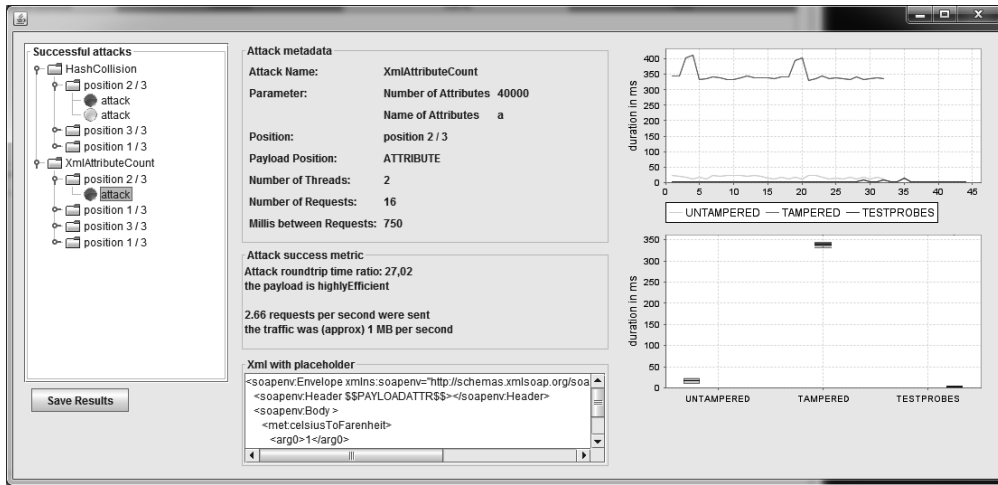 Successful attacks
HashCollision
position 2 / 3
attack
attack
position 3 / 3
position 1 / 3
XmlAttributeCount
position 2 / 3
attack
position 1 / 3
position 3 / 3
position 1 / 3
Save Results
Attack metadata
Attack Name: XmlAttributeCount
Parameter: Number of Attributes 40000
Name of Attributes a
Position: position 2 / 3
Payload Position: ATTRIBUTE
Number of Threads: 2
Number of Requests: 16
Millis between Requests: 750
Attack success metric
Attack roundtrip time ratio: 27,02
the payload is highlyEfficient
2.66 requests per second were sent
the traffic was (approx) 1 MB per second
Xml with placeholder
<soapenv:Envelope xmlns:soapenv="http://schemas.xmlsoap.org/soa
<soapenv:Header $$PAYLOADATTR$$></soapenv:Header>
<soapenv:Body >
<met:celsiusToFarenheit>
<arg0>1</arg0>
duration in ms
400
350
300
250
200
150
100
50
0
0 5 10 15 20 25 30 35 40 45
UNTAMPERED TAMPERED TESTPROBES
duration in ms
350
300
250
200
150
100
50
0
UNTAMPERED TAMPERED TESTPROBES